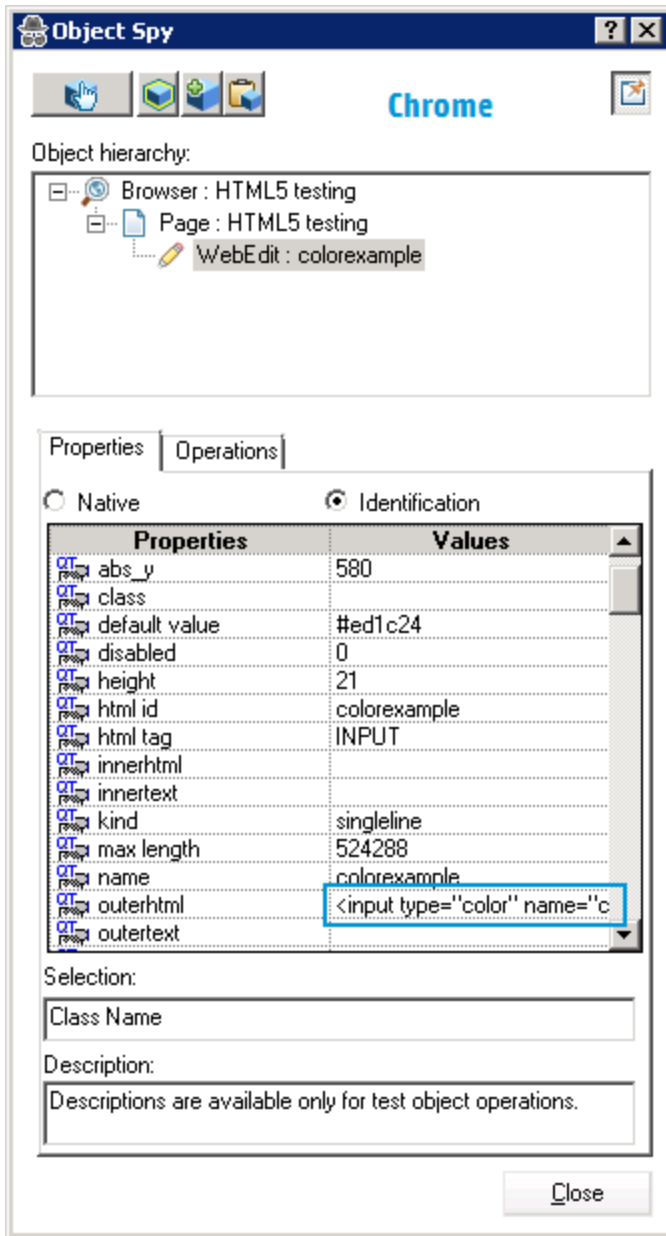 Object Spy
Chrome
Object hierarchy:
Browser : HTML5 testing
Page : HTML5 testing
WebEdit : colorexample
Properties Operations
Native Identification
Properties Values
abs_y 580
class
default value #ed1c24
disabled 0
height 21
html id colorexample
html tag INPUT
innerhtml
innertext
kind singleline
max length 524288
name colorexample
outerhtml <input type="color" name="c
outertext
Selection:
Class Name
Description:
Descriptions are available only for test object operations.
Close